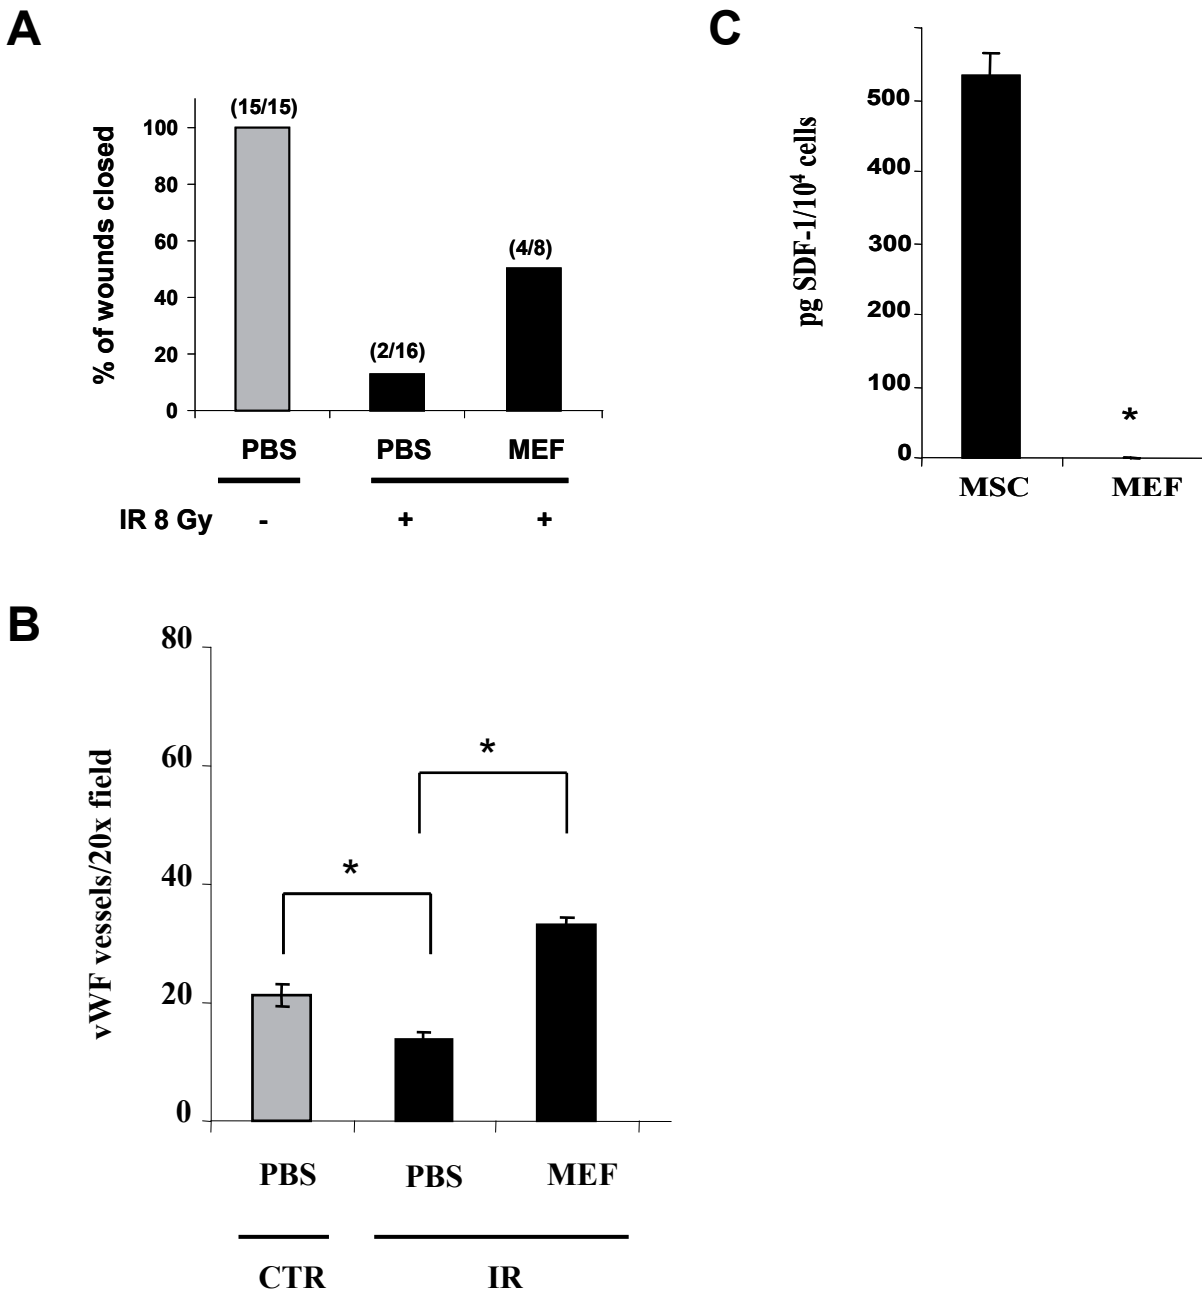 A
% of wounds closed
100
80
60
40
20
0
(15/15)
(2/16)
(4/8)
PBS PBS MEF
IR 8 Gy - + +
C
pg SDF-1/10⁴ cells
500
400
300
200
100
0
*
MSC MEF
B
vWF vessels/20x field
80
60
40
20
0
*
*
PBS PBS MEF
CTR IR